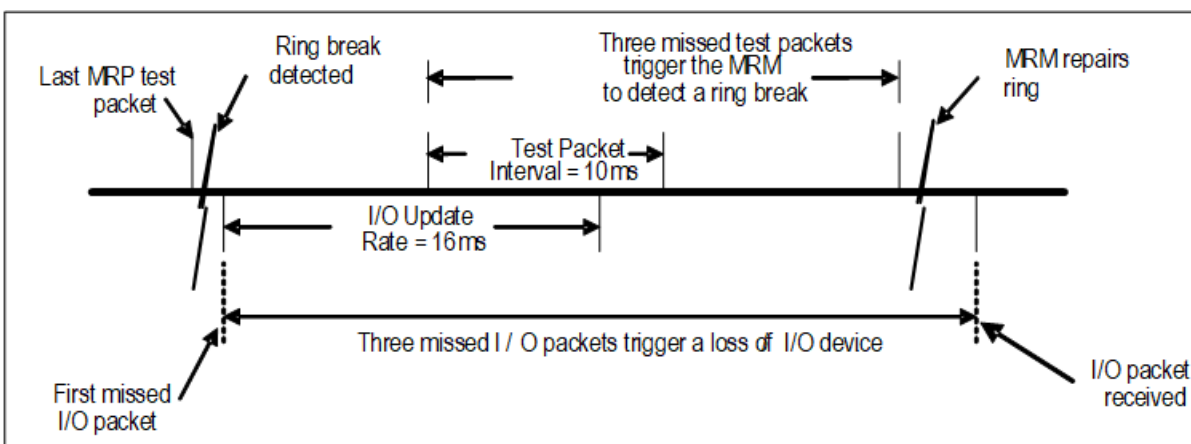 Last MRP test
packet
Ring break
detected
Three missed test packets
trigger the MRM
to detect a ring break
MRM repairs
ring
Test Packet
Interval = 10ms
I/O Update
Rate = 16ms
Three missed I / O packets trigger a loss of I/O device
First missed
I/O packet
I/O packet
received